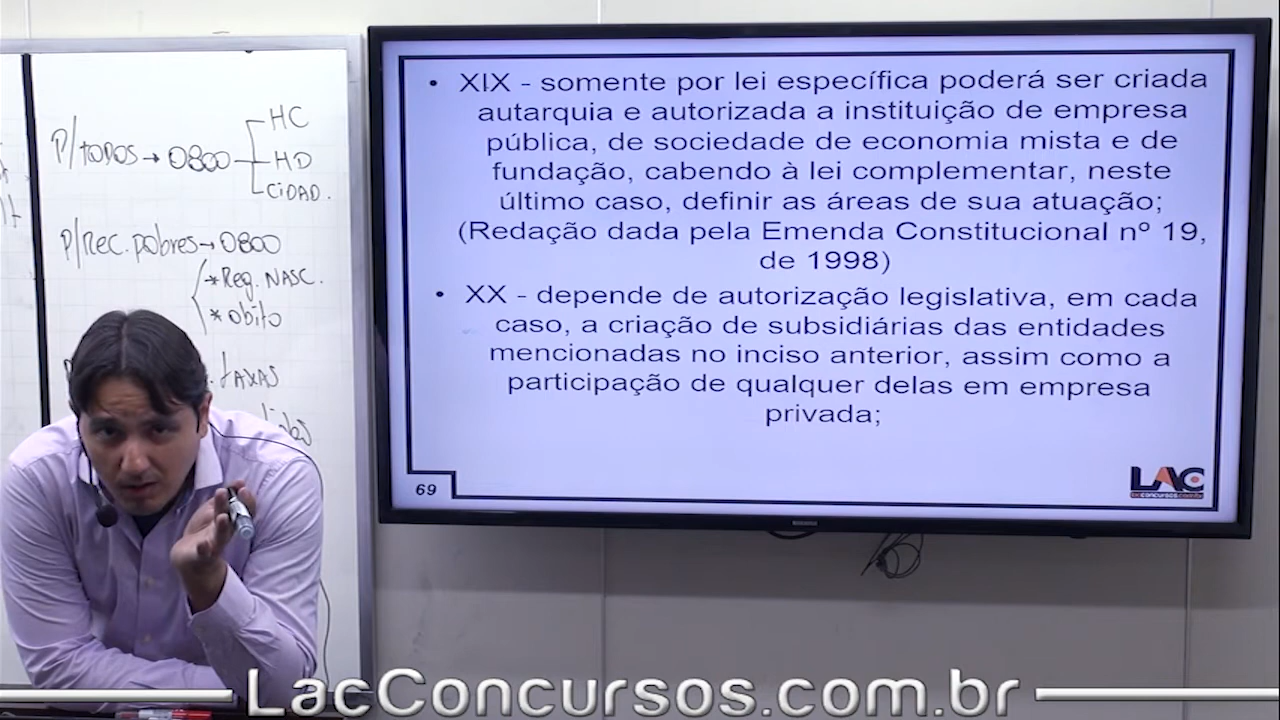 P/TODOS → 0800
HC
HD
CIDAD.
P/Rec. pobres → 0800
* Reg. NASC.
* obito
taxas
• XIX - somente por lei específica poderá ser criada
autarquia e autorizada a instituição de empresa
pública, de sociedade de economia mista e de
fundação, cabendo à lei complementar, neste
último caso, definir as áreas de sua atuação;
(Redação dada pela Emenda Constitucional nº 19,
de 1998)
• XX - depende de autorização legislativa, em cada
caso, a criação de subsidiárias das entidades
mencionadas no inciso anterior, assim como a
participação de qualquer delas em empresa
privada;
69
LAC
lacconcursos.com.br
LacConcursos.com.br